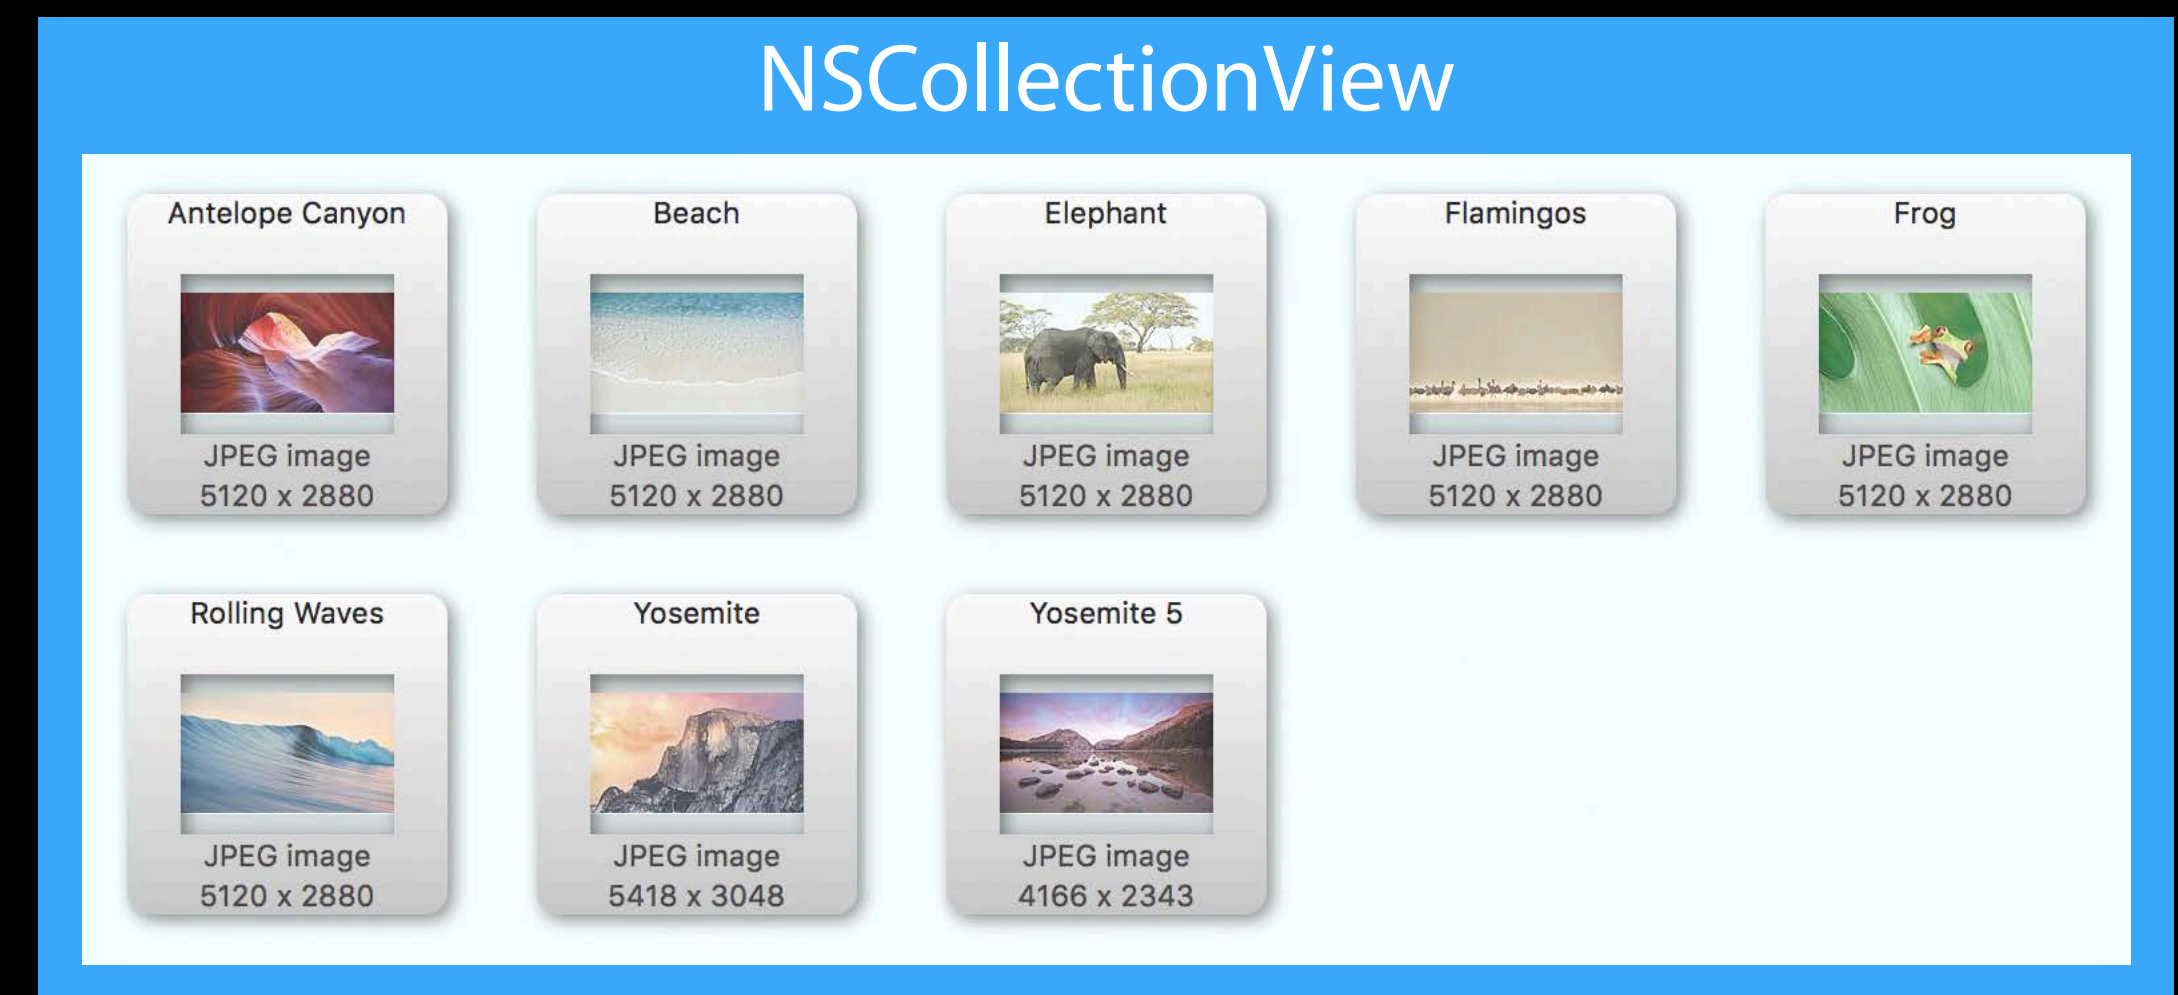 NSCollectionView
Antelope Canyon
JPEG image
5120 x 2880
Beach
JPEG image
5120 x 2880
Elephant
JPEG image
5120 x 2880
Flamingos
JPEG image
5120 x 2880
Frog
JPEG image
5120 x 2880
Rolling Waves
JPEG image
5120 x 2880
Yosemite
JPEG image
5418 x 3048
Yosemite 5
JPEG image
4166 x 2343